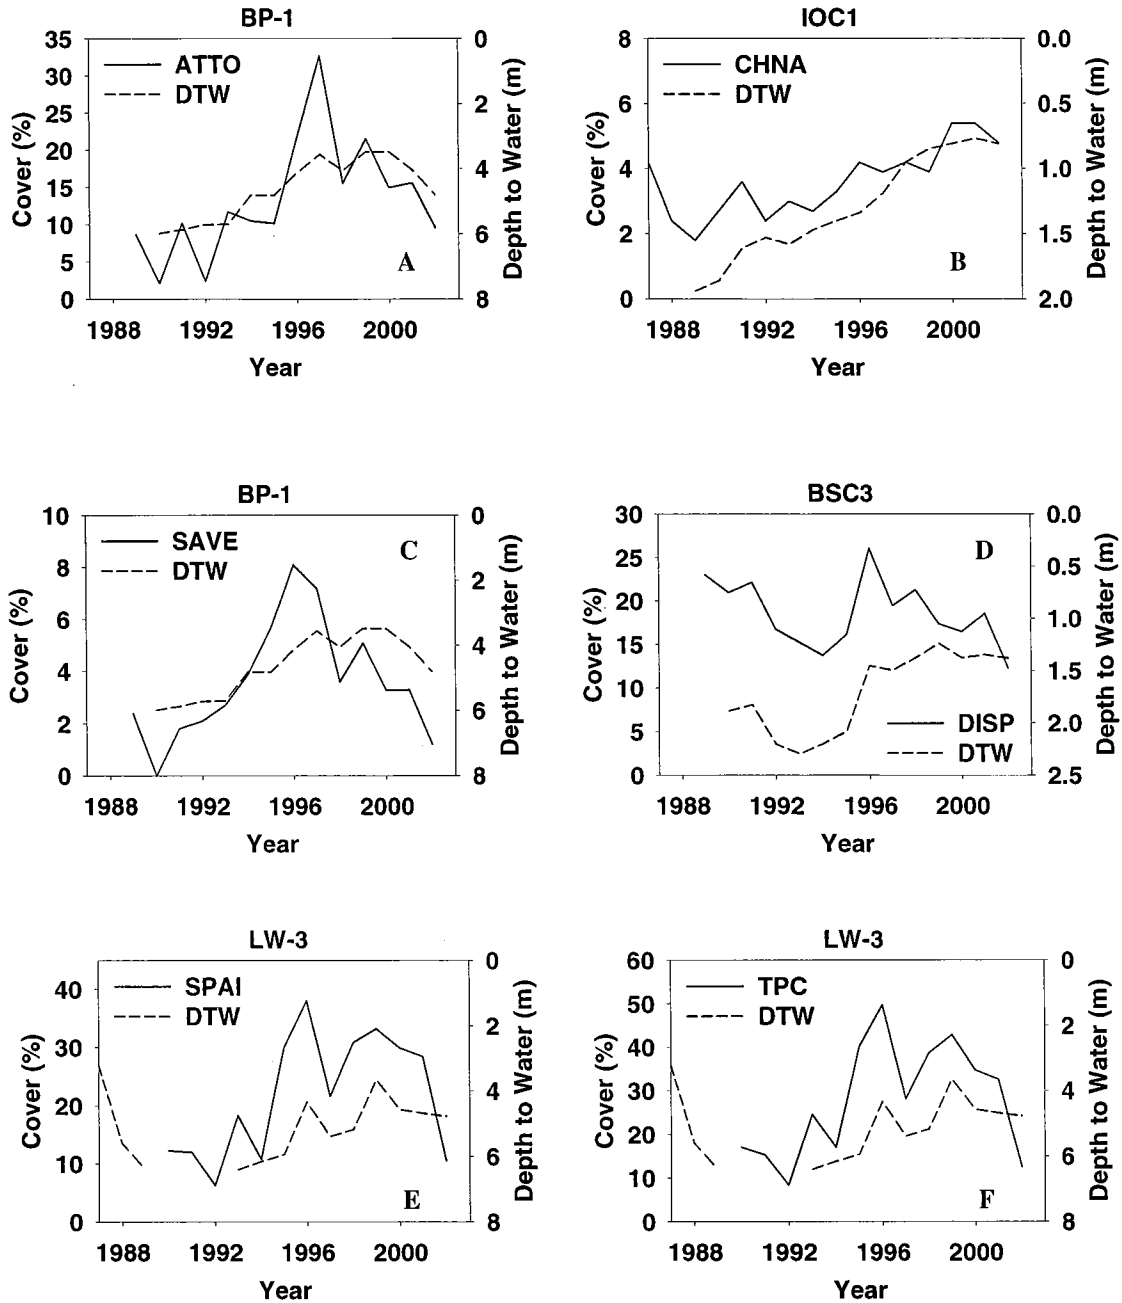 BP-1
35
30
25
20
15
10
5
0
Cover (%)
ATTO
DTW
A
0
2
4
6
8
Depth to Water (m)
1988 1992 1996 2000
Year
IOC1
8
6
4
2
0
Cover (%)
CHNA
DTW
B
0.0
0.5
1.0
1.5
2.0
Depth to Water (m)
1988 1992 1996 2000
Year
BP-1
10
8
6
4
2
0
Cover (%)
SAVE
DTW
C
0
2
4
6
8
Depth to Water (m)
1988 1992 1996 2000
Year
BSC3
30
25
20
15
10
5
0
Cover (%)
D
DISP
DTW
0.0
0.5
1.0
1.5
2.0
2.5
Depth to Water (m)
1988 1992 1996 2000
Year
LW-3
40
30
20
10
0
Cover (%)
SPAI
DTW
E
0
2
4
6
8
Depth to Water (m)
1988 1992 1996 2000
Year
LW-3
60
50
40
30
20
10
0
Cover (%)
TPC
DTW
F
0
2
4
6
8
Depth to Water (m)
1988 1992 1996 2000
Year